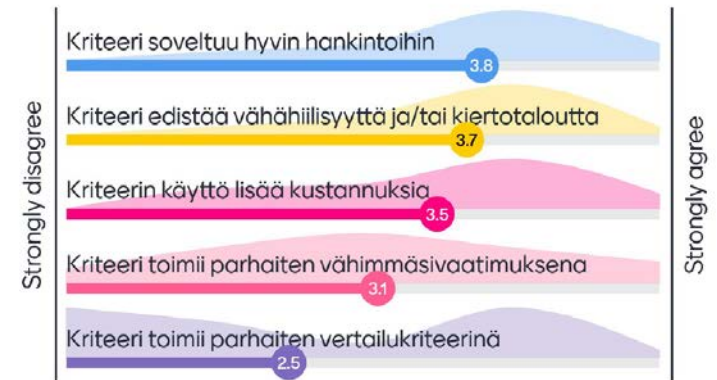 Strongly disagree
Kriteeri soveltuu hyvin hankintoihin
3.8
Kriteeri edistää vähähiilisyyttä ja/tai kiertotaloutta
3.7
Kriteerin käyttö lisää kustannuksia
3.5
Kriteeri toimii parhaiten vähimmäsivaatimuksena
3.1
Kriteeri toimii parhaiten vertailukriteerinä
2.5
Strongly agree